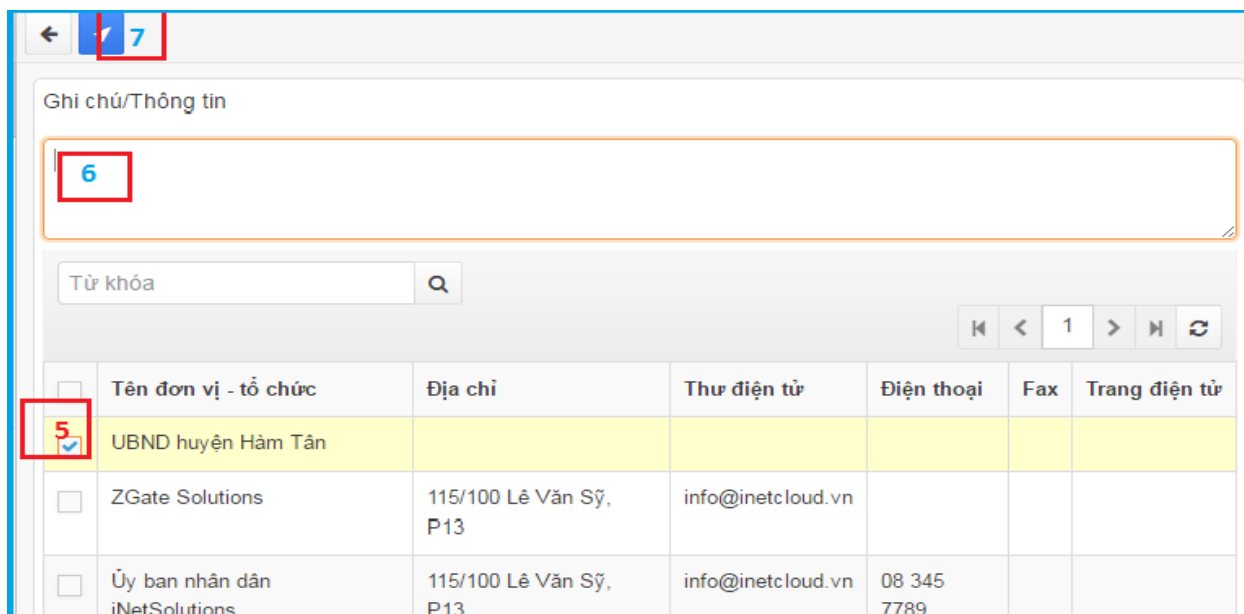 7
Ghi chú/Thông tin
6
Từ khóa
1
Tên đơn vị - tổ chức Địa chỉ Thư điện tử Điện thoại Fax Trang điện tử
5
UBND huyện Hàm Tân
ZGate Solutions 115/100 Lê Văn Sỹ, info@inetcloud.vn
P13
Ủy ban nhân dân 115/100 Lê Văn Sỹ, info@inetcloud.vn 08 345
iNetSolutions P13 7789